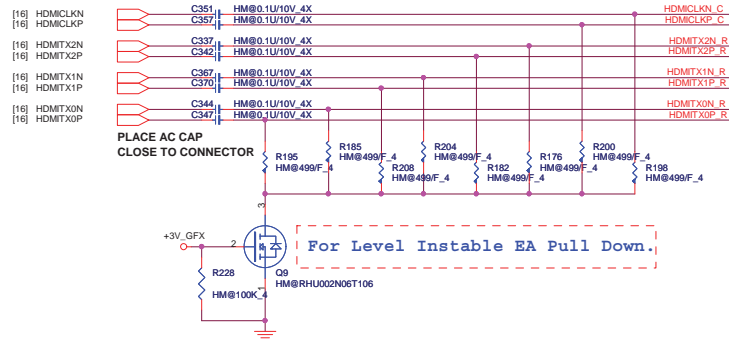 [16] HDMICLKN C351 HM@0.1U/10V_4X HDMICLKN_C
[16] HDMICLKP C357 HM@0.1U/10V_4X HDMICLKP_C
[16] HDMITX2N C337 HM@0.1U/10V_4X HDMITX2N_R
[16] HDMITX2P C342 HM@0.1U/10V_4X HDMITX2P_R
[16] HDMITX1N C367 HM@0.1U/10V_4X HDMITX1N_R
[16] HDMITX1P C370 HM@0.1U/10V_4X HDMITX1P_R
[16] HDMITX0N C344 HM@0.1U/10V_4X HDMITX0N_R
[16] HDMITX0P C347 HM@0.1U/10V_4X HDMITX0P_R
PLACE AC CAP
CLOSE TO CONNECTOR
R195
HM@499/F_4
R185
HM@499/F_4
R208
HM@499/F_4
R204
HM@499/F_4
R182
HM@499/F_4
R176
HM@499/F_4
R200
HM@499/F_4
R198
HM@499/F_4
3
+3V_GFX
2
For Level Instable EA Pull Down.
R228
HM@100K_4
1
Q9
HM@RHU002N06T106